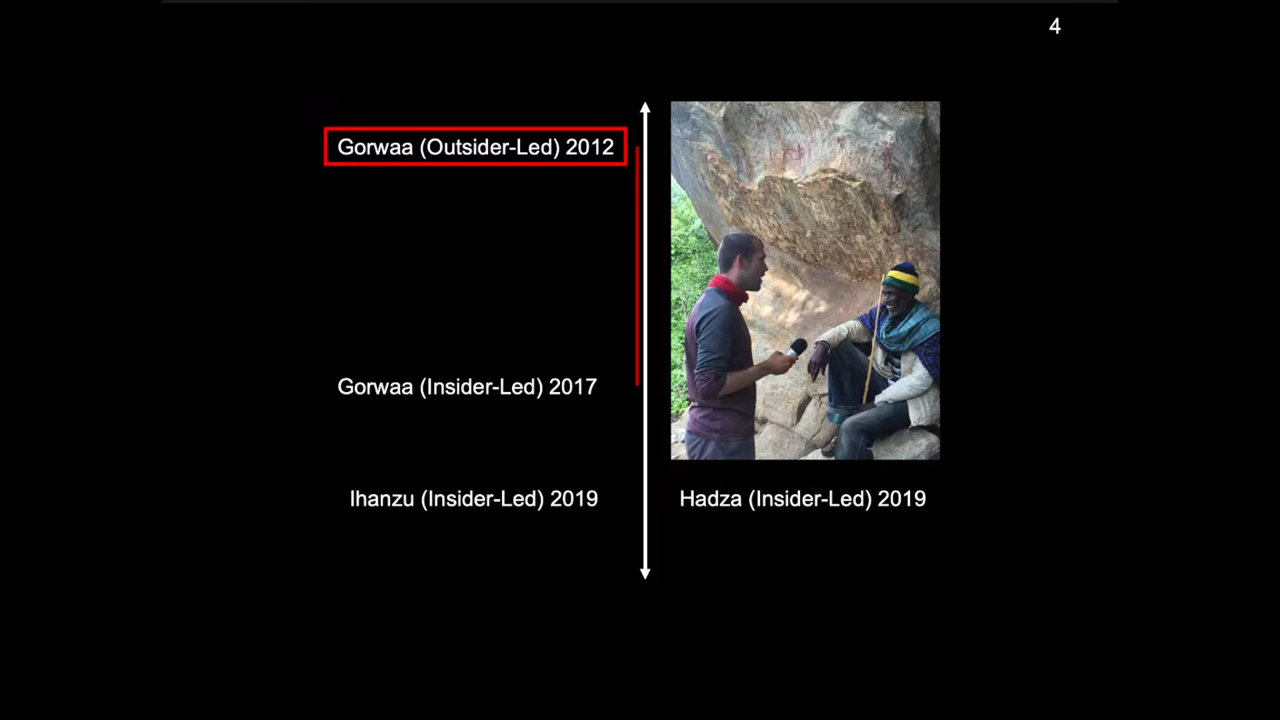 4
Gorwaa (Outsider-Led) 2012
Gorwaa (Insider-Led) 2017
Ihanzu (Insider-Led) 2019
Hadza (Insider-Led) 2019